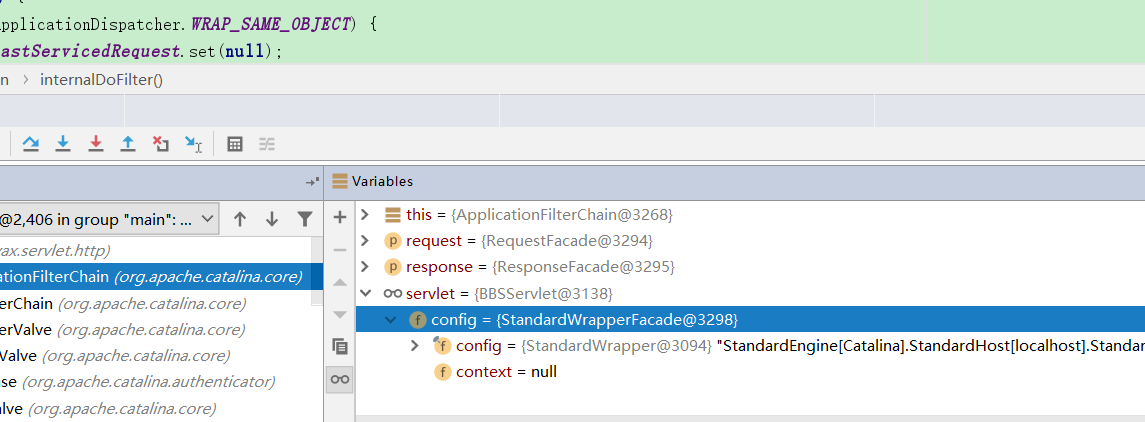 ) {
ApplicationDispatcher.WRAP_SAME_OBJECT) {
astServicedRequest.set(null);
n > internalDoFilter()
Variables
@2,406 in group "main": ...
this = {ApplicationFilterChain@3268}
request = {RequestFacade@3294}
response = {ResponseFacade@3295}
servlet = {BBSServlet@3138}
config = {StandardWrapperFacade@3298}
config = {StandardWrapper@3094} "StandardEngine[Catalina].StandardHost[localhost].Standar
context = null
vax.servlet.http)
ationFilterChain (org.apache.catalina.core)
erChain (org.apache.catalina.core)
erValve (org.apache.catalina.core)
Valve (org.apache.catalina.core)
se (org.apache.catalina.authenticator)
alve (org.apache.catalina.core)